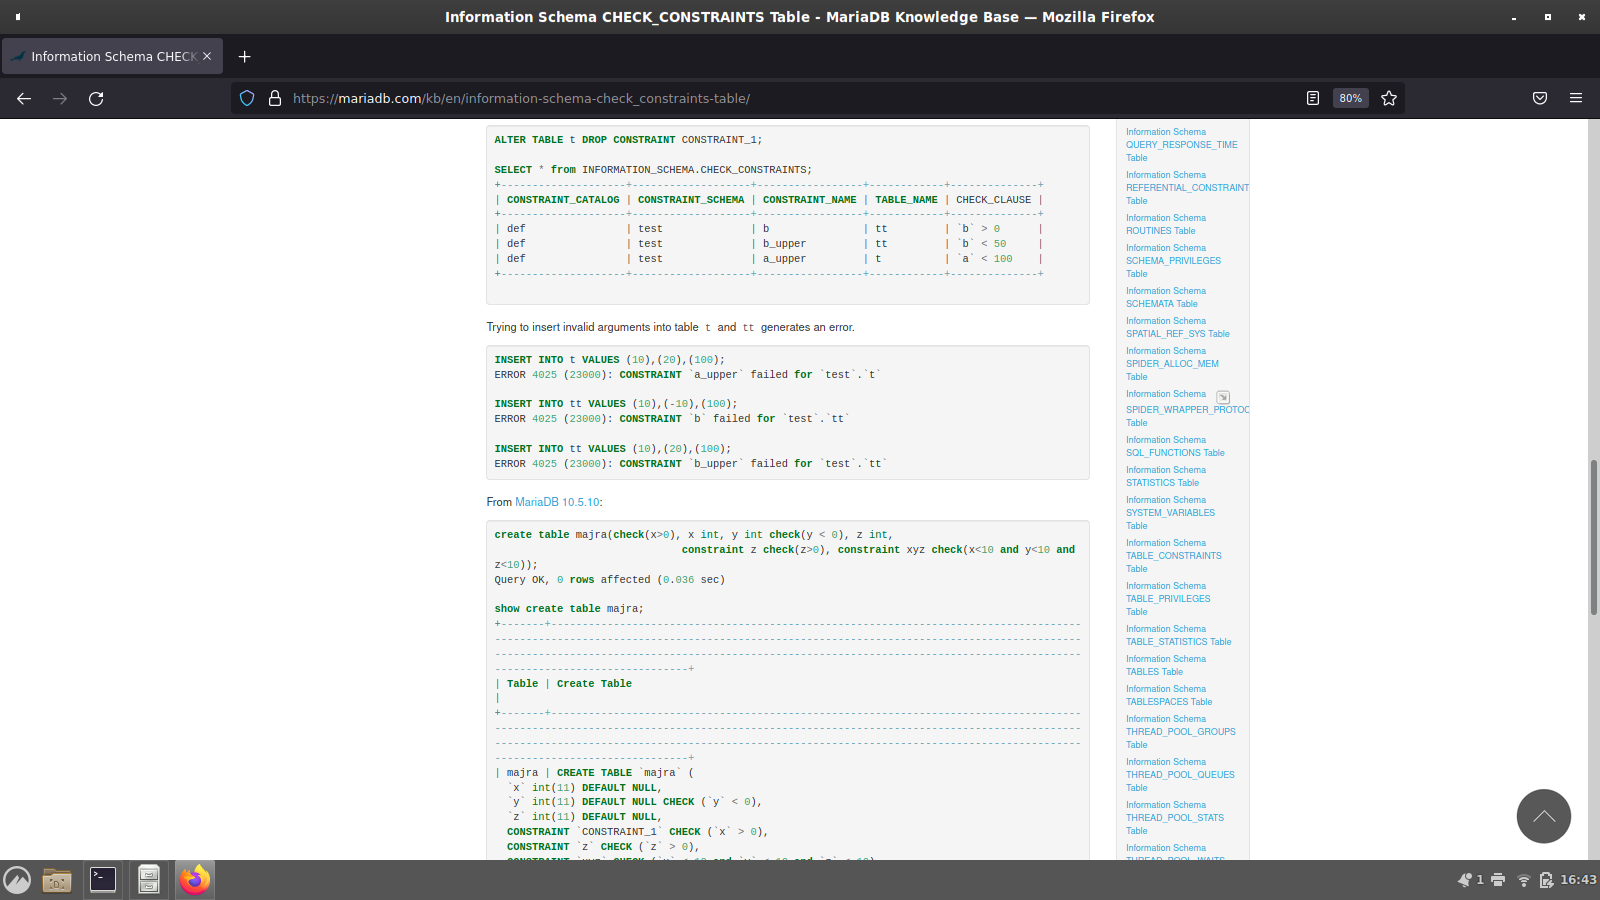 Information Schema CHECK_CONSTRAINTS Table - MariaDB Knowledge Base — Mozilla Firefox
Information Schema CHECK
https://mariadb.com/kb/en/information-schema-check_constraints-table/
80%
ALTER TABLE t DROP CONSTRAINT CONSTRAINT_1;
SELECT * from INFORMATION_SCHEMA.CHECK_CONSTRAINTS;
+--------------------+-------------------+-----------------+------------+--------------+
| CONSTRAINT_CATALOG | CONSTRAINT_SCHEMA | CONSTRAINT_NAME | TABLE_NAME | CHECK_CLAUSE |
+--------------------+-------------------+-----------------+------------+--------------+
| def                | test              | b               | tt         | `b` > 0      |
| def                | test              | b_upper         | tt         | `b` < 50     |
| def                | test              | a_upper         | t          | `a` < 100    |
+--------------------+-------------------+-----------------+------------+--------------+
Trying to insert invalid arguments into table t and tt generates an error.
INSERT INTO t VALUES (10),(20),(100);
ERROR 4025 (23000): CONSTRAINT `a_upper` failed for `test`.`t`
INSERT INTO tt VALUES (10),(-10),(100);
ERROR 4025 (23000): CONSTRAINT `b` failed for `test`.`tt`
INSERT INTO tt VALUES (10),(20),(100);
ERROR 4025 (23000): CONSTRAINT `b_upper` failed for `test`.`tt`
From MariaDB 10.5.10:
create table majra(check(x>0), x int, y int check(y < 0), z int,
constraint z check(z>0), constraint xyz check(x<10 and y<10 and
z<10));
Query OK, 0 rows affected (0.036 sec)
show create table majra;
+-------+-------------------------------------------------------------------------------------
----------------------------------------------------------------------------------------------
----------------------------------------------------------------------------------------------
-------------------------------+
| Table | Create Table
|
+-------+-------------------------------------------------------------------------------------
----------------------------------------------------------------------------------------------
----------------------------------------------------------------------------------------------
-------------------------------+
| majra | CREATE TABLE `majra` (
`x` int(11) DEFAULT NULL,
`y` int(11) DEFAULT NULL CHECK (`y` < 0),
`z` int(11) DEFAULT NULL,
CONSTRAINT `CONSTRAINT_1` CHECK (`x` > 0),
CONSTRAINT `z` CHECK (`z` > 0),
CONSTRAINT `xyz` CHECK (`x` < 10 and `y` < 10 and `z` < 10)
Information Schema
QUERY_RESPONSE_TIME
Table
Information Schema
REFERENTIAL_CONSTRAINT
Table
Information Schema
ROUTINES Table
Information Schema
SCHEMA_PRIVILEGES
Table
Information Schema
SCHEMATA Table
Information Schema
SPATIAL_REF_SYS Table
Information Schema
SPIDER_ALLOC_MEM
Table
Information Schema
SPIDER_WRAPPER_PROTOC
Table
Information Schema
SQL_FUNCTIONS Table
Information Schema
STATISTICS Table
Information Schema
SYSTEM_VARIABLES
Table
Information Schema
TABLE_CONSTRAINTS
Table
Information Schema
TABLE_PRIVILEGES
Table
Information Schema
TABLE_STATISTICS Table
Information Schema
TABLES Table
Information Schema
TABLESPACES Table
Information Schema
THREAD_POOL_GROUPS
Table
Information Schema
THREAD_POOL_QUEUES
Table
Information Schema
THREAD_POOL_STATS
Table
Information Schema
THREAD_POOL_WAITS
1
16:43